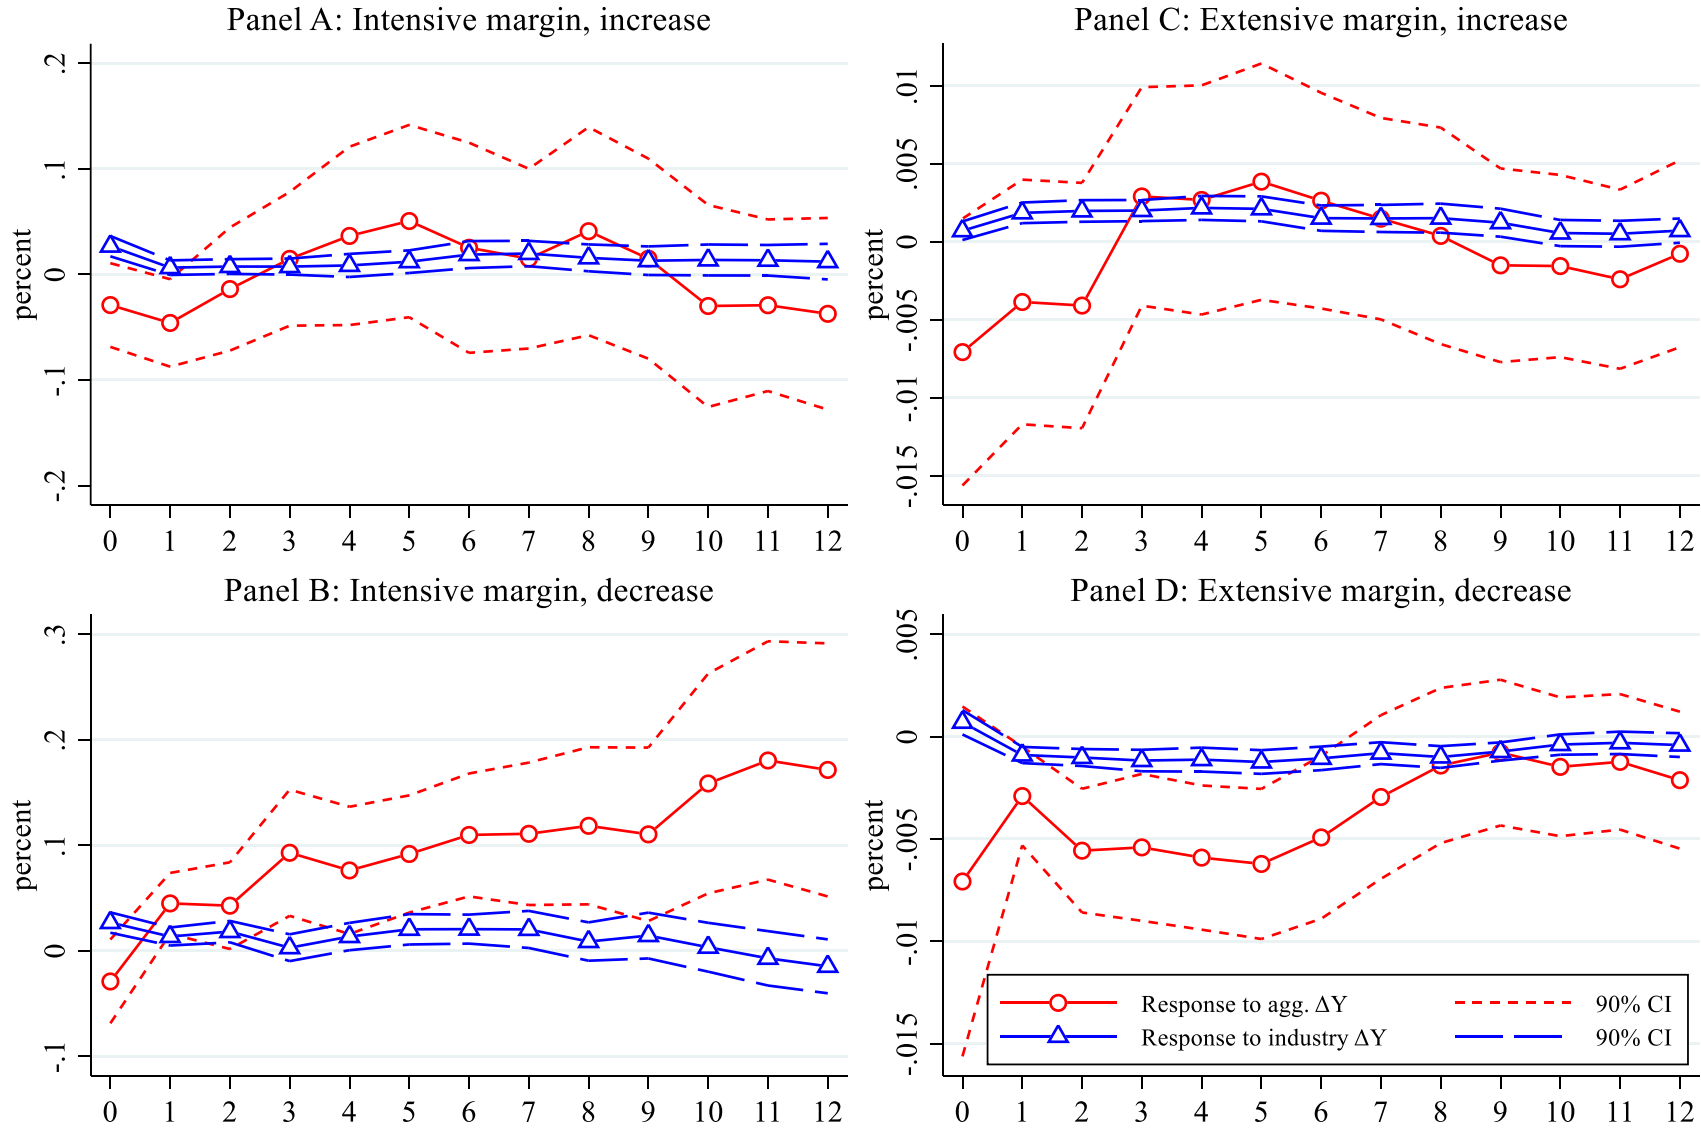 Panel A: Intensive margin, increase
percent
.2
.1
0
-.1
-.2
0 1 2 3 4 5 6 7 8 9 10 11 12
Panel C: Extensive margin, increase
percent
.01
.005
0
-.005
-.01
-.015
0 1 2 3 4 5 6 7 8 9 10 11 12
Panel B: Intensive margin, decrease
percent
.3
.2
.1
0
-.1
0 1 2 3 4 5 6 7 8 9 10 11 12
Panel D: Extensive margin, decrease
percent
.005
0
-.005
-.01
-.015
Response to agg. ΔY 90% CI
Response to industry ΔY 90% CI
0 1 2 3 4 5 6 7 8 9 10 11 12